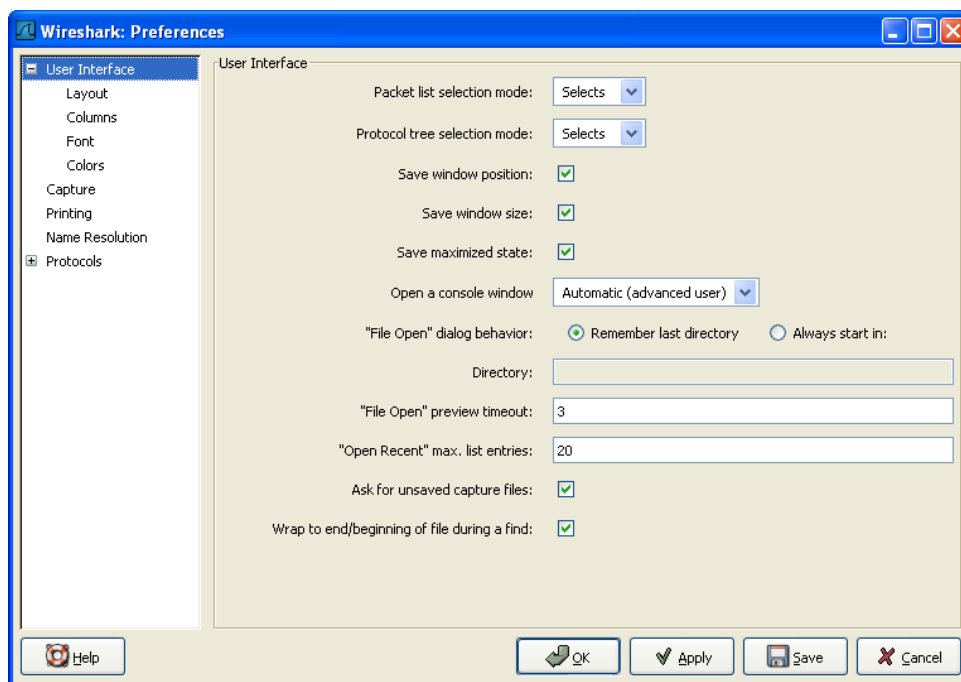 Wireshark: Preferences
User Interface
Layout
Columns
Font
Colors
Capture
Printing
Name Resolution
Protocols
User Interface
Packet list selection mode: Selects
Protocol tree selection mode: Selects
Save window position:
Save window size:
Save maximized state:
Open a console window Automatic (advanced user)
"File Open" dialog behavior: Remember last directory Always start in:
Directory:
"File Open" preview timeout: 3
"Open Recent" max. list entries: 20
Ask for unsaved capture files:
Wrap to end/beginning of file during a find:
Help OK Apply Save Cancel